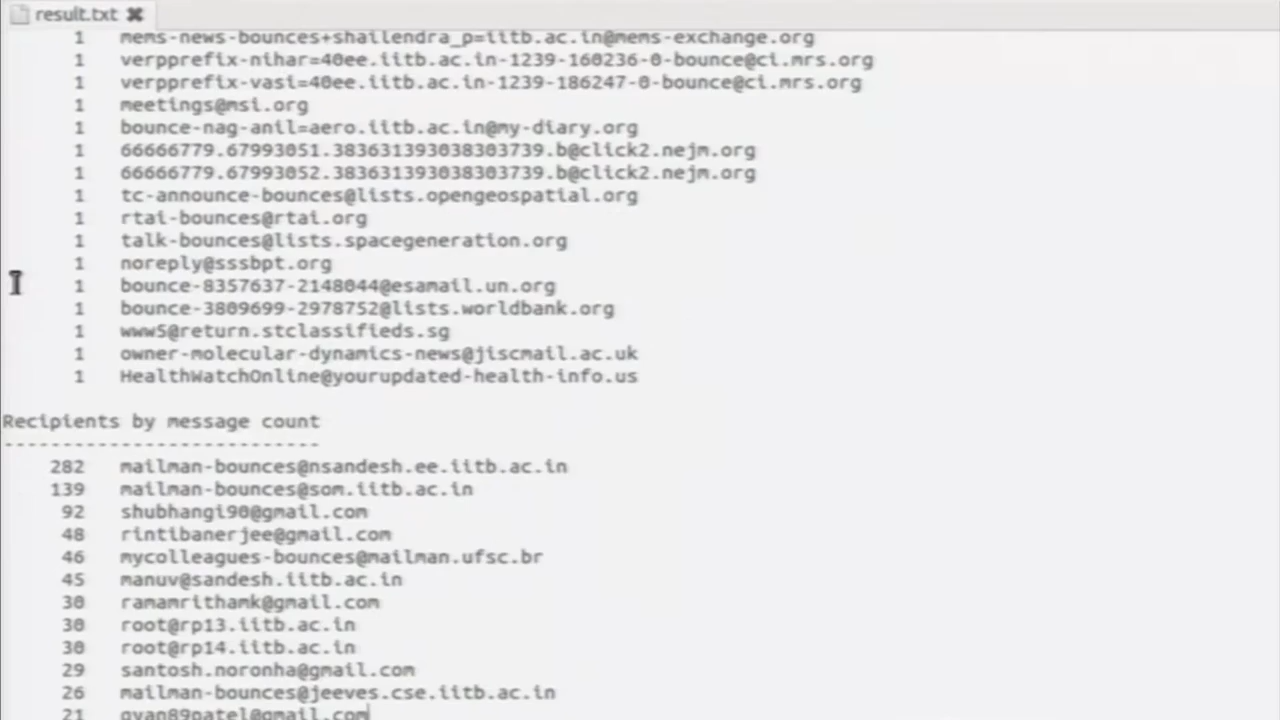 result.txt
1 mems-news-bounces+shailendra_p=iitb.ac.in@mems-exchange.org
1 verpprefix-nihar=40ee.iitb.ac.in-1239-160236-0-bounce@ci.mrs.org
1 verpprefix-vasi=40ee.iitb.ac.in-1239-186247-0-bounce@ci.mrs.org
1 meetings@msi.org
1 bounce-nag-anil=aero.iitb.ac.in@my-diary.org
1 66666779.67993051.383631393038303739.b@click2.nejm.org
1 66666779.67993052.383631393038303739.b@click2.nejm.org
1 tc-announce-bounces@lists.opengeospatial.org
1 rtai-bounces@rtai.org
1 talk-bounces@lists.spacegeneration.org
1 noreply@sssbpt.org
1 bounce-8357637-2148044@esamail.un.org
1 bounce-3809699-2978752@lists.worldbank.org
1 www5@return.stclassifieds.sg
1 owner-molecular-dynamics-news@jiscmail.ac.uk
1 HealthWatchOnline@yourupdated-health-info.us
Recipients by message count
---------------------------
282 mailman-bounces@nsandesh.ee.iitb.ac.in
139 mailman-bounces@som.iitb.ac.in
92 shubhangi90@gmail.com
48 rintibanerjee@gmail.com
46 mycolleagues-bounces@mailman.ufsc.br
45 manuv@sandesh.iitb.ac.in
30 ramamrithamk@gmail.com
30 root@rp13.iitb.ac.in
30 root@rp14.iitb.ac.in
29 santosh.noronha@gmail.com
26 mailman-bounces@jeeves.cse.iitb.ac.in
21 gyan89patel@gmail.com